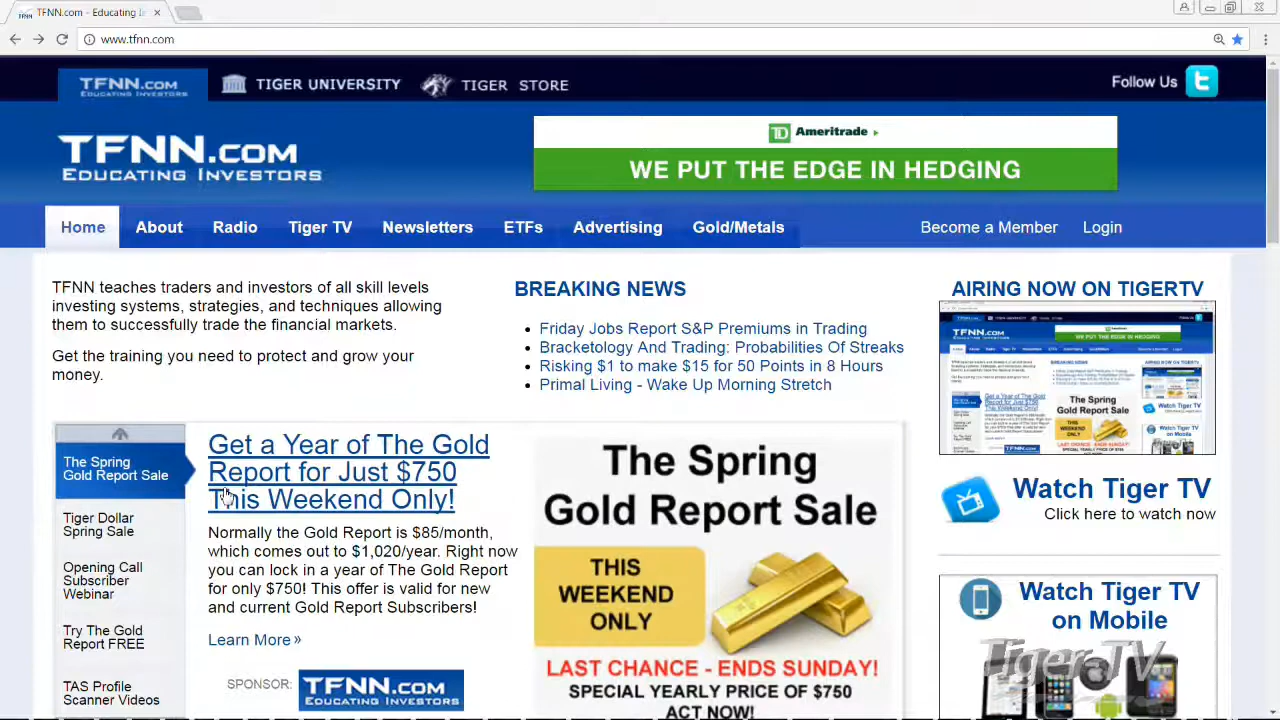 TFNN.com - Educating In
www.tfnn.com
TFNN.COM
EDUCATING INVESTORS
TIGER UNIVERSITY
TIGER STORE
Follow Us
TFNN.COM
EDUCATING INVESTORS
TD Ameritrade
WE PUT THE EDGE IN HEDGING
Home
About
Radio
Tiger TV
Newsletters
ETFs
Advertising
Gold/Metals
Become a Member
Login
TFNN teaches traders and investors of all skill levels
investing systems, strategies, and techniques allowing
them to successfully trade the financial markets.
Get the training you need to protect and grow your
money.
BREAKING NEWS
Friday Jobs Report S&P Premiums in Trading
Bracketology And Trading: Probabilities Of Streaks
Risking $1 to make $15 for 50 Points in 8 Hours
Primal Living - Wake Up Morning Stretch
AIRING NOW ON TIGERTV
The Spring
Gold Report Sale
Tiger Dollar
Spring Sale
Opening Call
Subscriber
Webinar
Try The Gold
Report FREE
TAS Profile
Scanner Videos
Get a Year of The Gold
Report for Just $750
This Weekend Only!
Normally the Gold Report is $85/month,
which comes out to $1,020/year. Right now
you can lock in a year of The Gold Report
for only $750! This offer is valid for new
and current Gold Report Subscribers!
Learn More »
SPONSOR:
TFNN.COM
EDUCATING INVESTORS
The Spring
Gold Report Sale
THIS
WEEKEND
ONLY
LAST CHANCE - ENDS SUNDAY!
SPECIAL YEARLY PRICE OF $750
ACT NOW!
Watch Tiger TV
Click here to watch now
Watch Tiger TV
on Mobile
Tiger TV